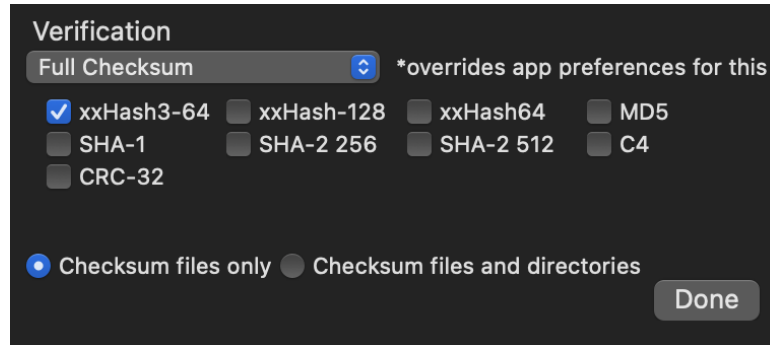 Verification
Full Checksum *overrides app preferences for this
xxHash3-64 xxHash-128 xxHash64 MD5
SHA-1 SHA-2 256 SHA-2 512 C4
CRC-32
Checksum files only Checksum files and directories
Done